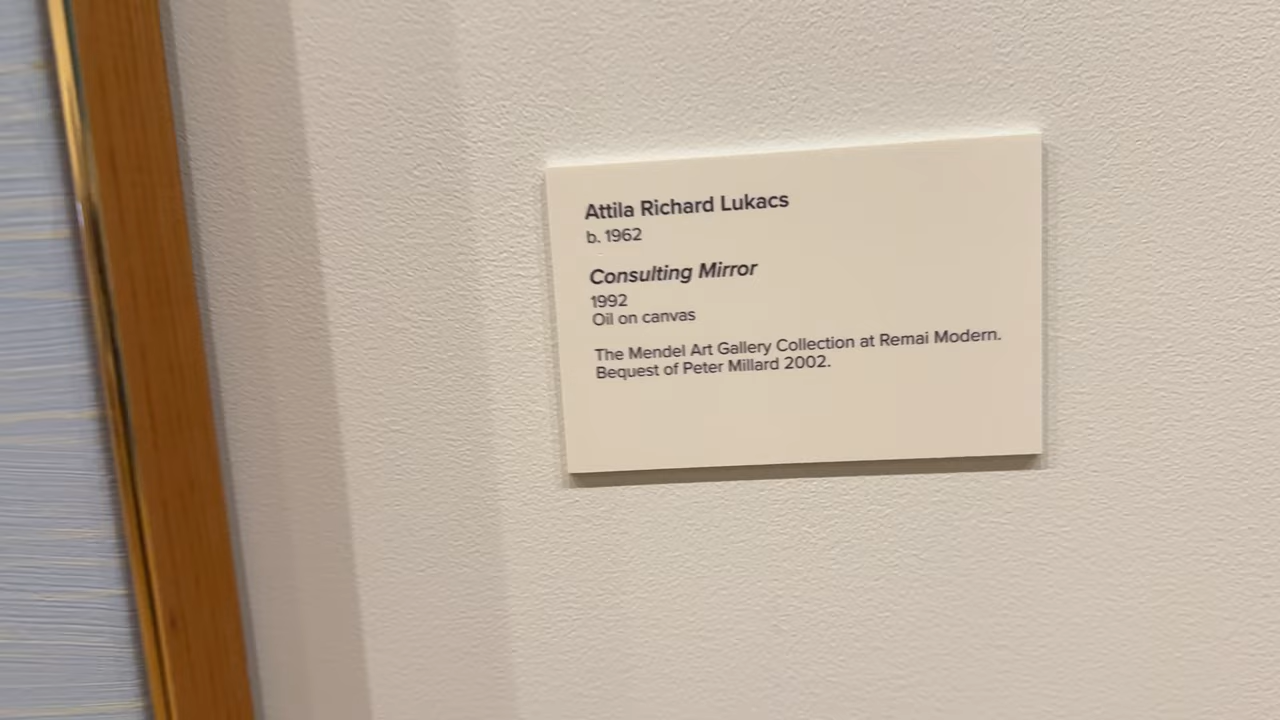 Attila Richard Lukacs
b. 1962
Consulting Mirror
1992
Oil on canvas
The Mendel Art Gallery Collection at Remai Modern.
Bequest of Peter Millard 2002.